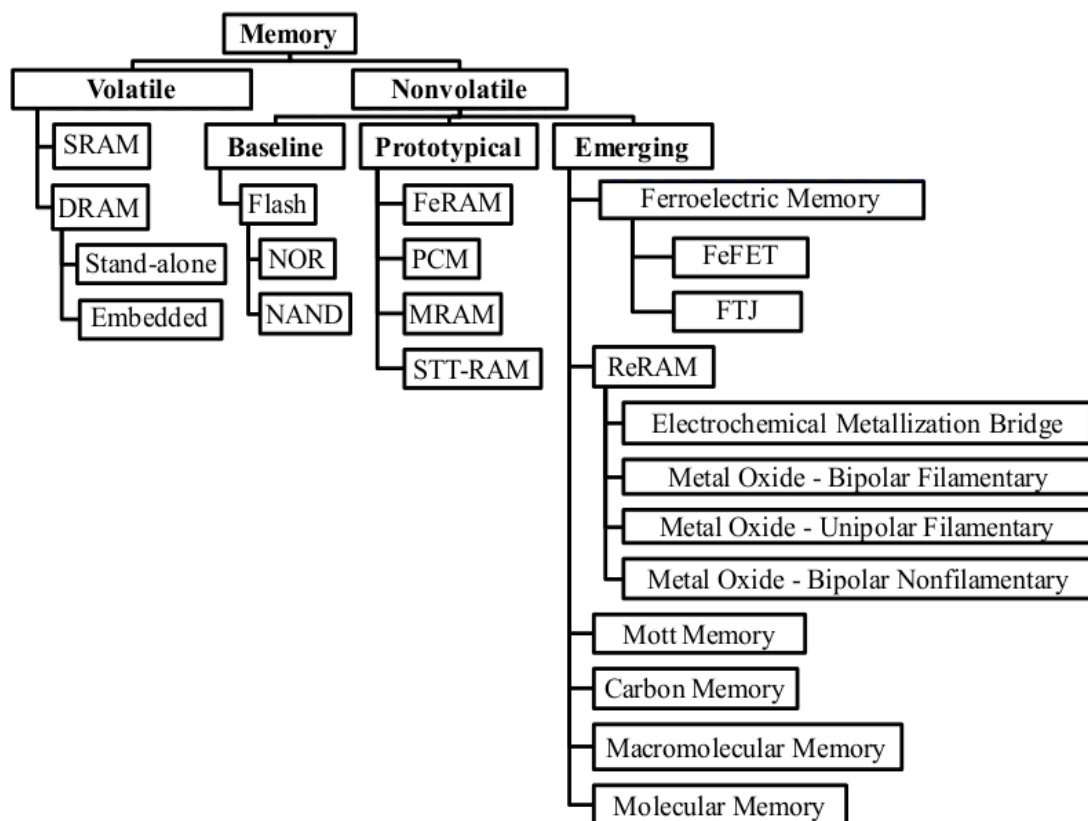 Memory
Volatile
Nonvolatile
SRAM
DRAM
Stand-alone
Embedded
Baseline
Flash
NOR
NAND
Prototypical
FeRAM
PCM
MRAM
STT-RAM
Emerging
Ferroelectric Memory
FeFET
FTJ
ReRAM
Electrochemical Metallization Bridge
Metal Oxide - Bipolar Filamentary
Metal Oxide - Unipolar Filamentary
Metal Oxide - Bipolar Nonfilamentary
Mott Memory
Carbon Memory
Macromolecular Memory
Molecular Memory